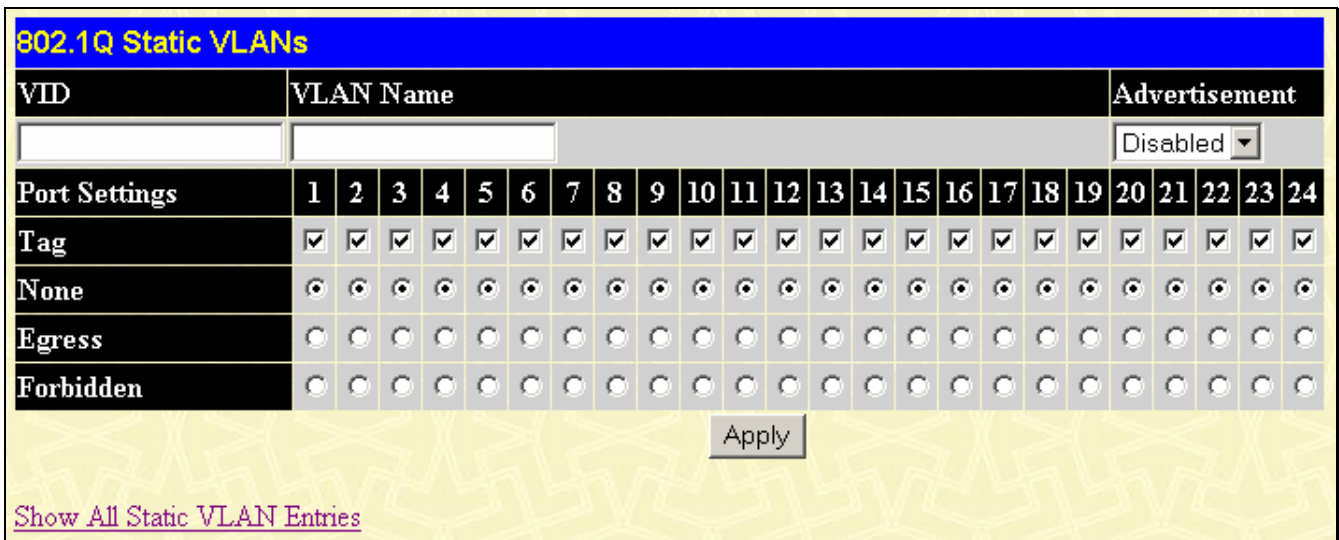 802.1Q Static VLANs
VID VLAN Name Advertisement
Disabled
Port Settings 1 2 3 4 5 6 7 8 9 10 11 12 13 14 15 16 17 18 19 20 21 22 23 24
Tag
None
Egress
Forbidden
Apply
Show All Static VLAN Entries